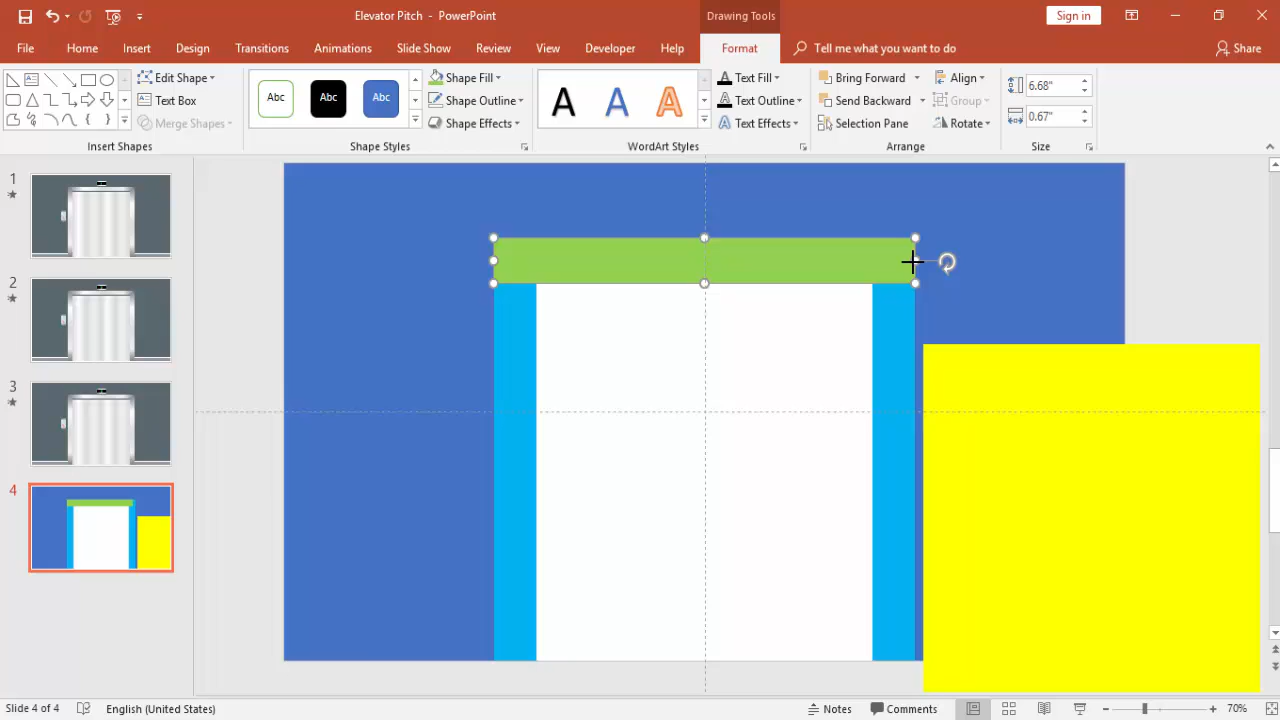 Elevator Pitch - PowerPoint
Drawing Tools
Sign in
File Home Insert Design Transitions Animations Slide Show Review View Developer Help Format Tell me what you want to do Share
Edit Shape
Text Box
Merge Shapes
Insert Shapes
Abc Abc Abc
Shape Fill
Shape Outline
Shape Effects
Shape Styles
A A A
Text Fill
Text Outline
Text Effects
WordArt Styles
Bring Forward
Send Backward
Selection Pane
Align
Group
Rotate
Arrange
6.68"
0.67"
Size
1
2
3
4
Slide 4 of 4 English (United States) Notes Comments 70%